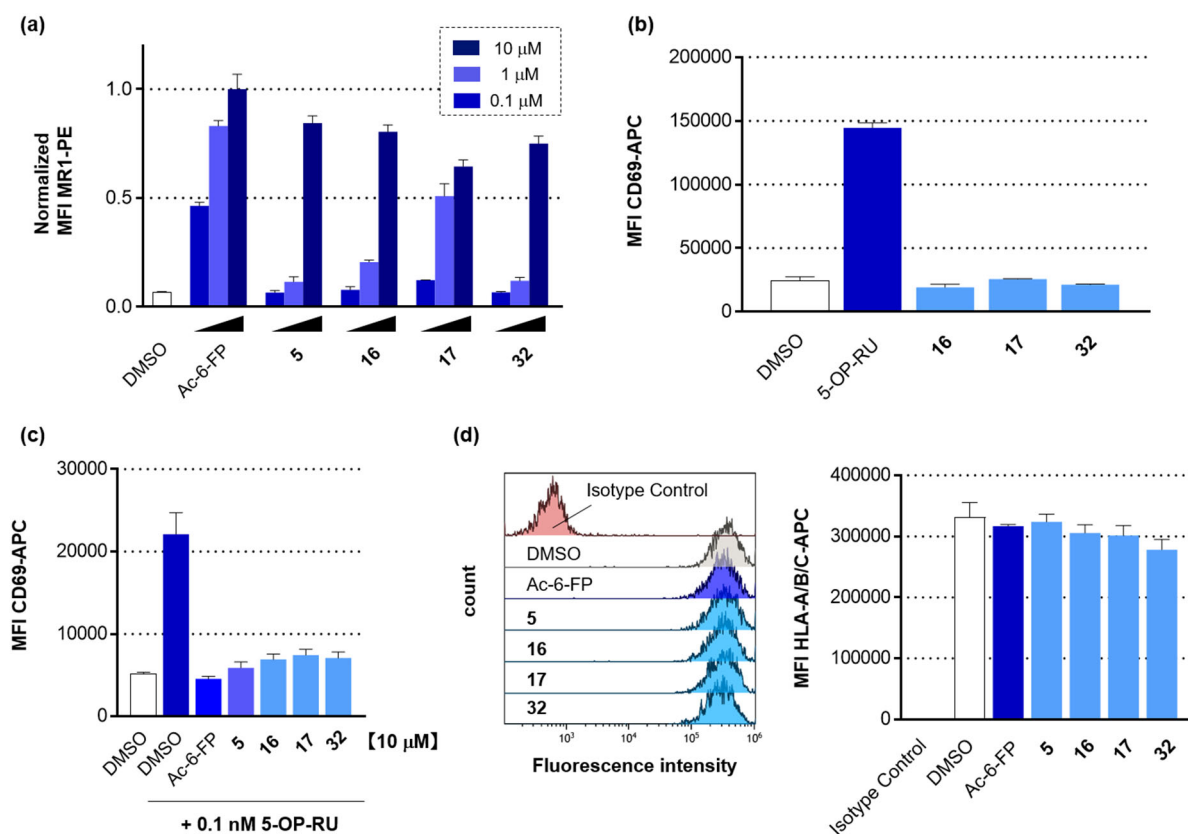 (a)
Normalized
MFI MR1-PE
1.0
0.5
0.0
10 μM
1 μM
0.1 μM
DMSO
Ac-6-FP
5
16
17
32
(b)
MFI CD69-APC
200000
150000
100000
50000
0
DMSO
5-OP-RU
16
17
32
(c)
MFI CD69-APC
30000
20000
10000
0
DMSO
DMSO
Ac-6-FP
5
16
17
32
【10 μM】
+ 0.1 nM 5-OP-RU
(d)
count
Isotype Control
DMSO
Ac-6-FP
5
16
17
32
10³
10⁴
10⁵
10⁶
Fluorescence intensity
MFI HLA-A/B/C-APC
400000
300000
200000
100000
0
Isotype Control
DMSO
Ac-6-FP
5
16
17
32